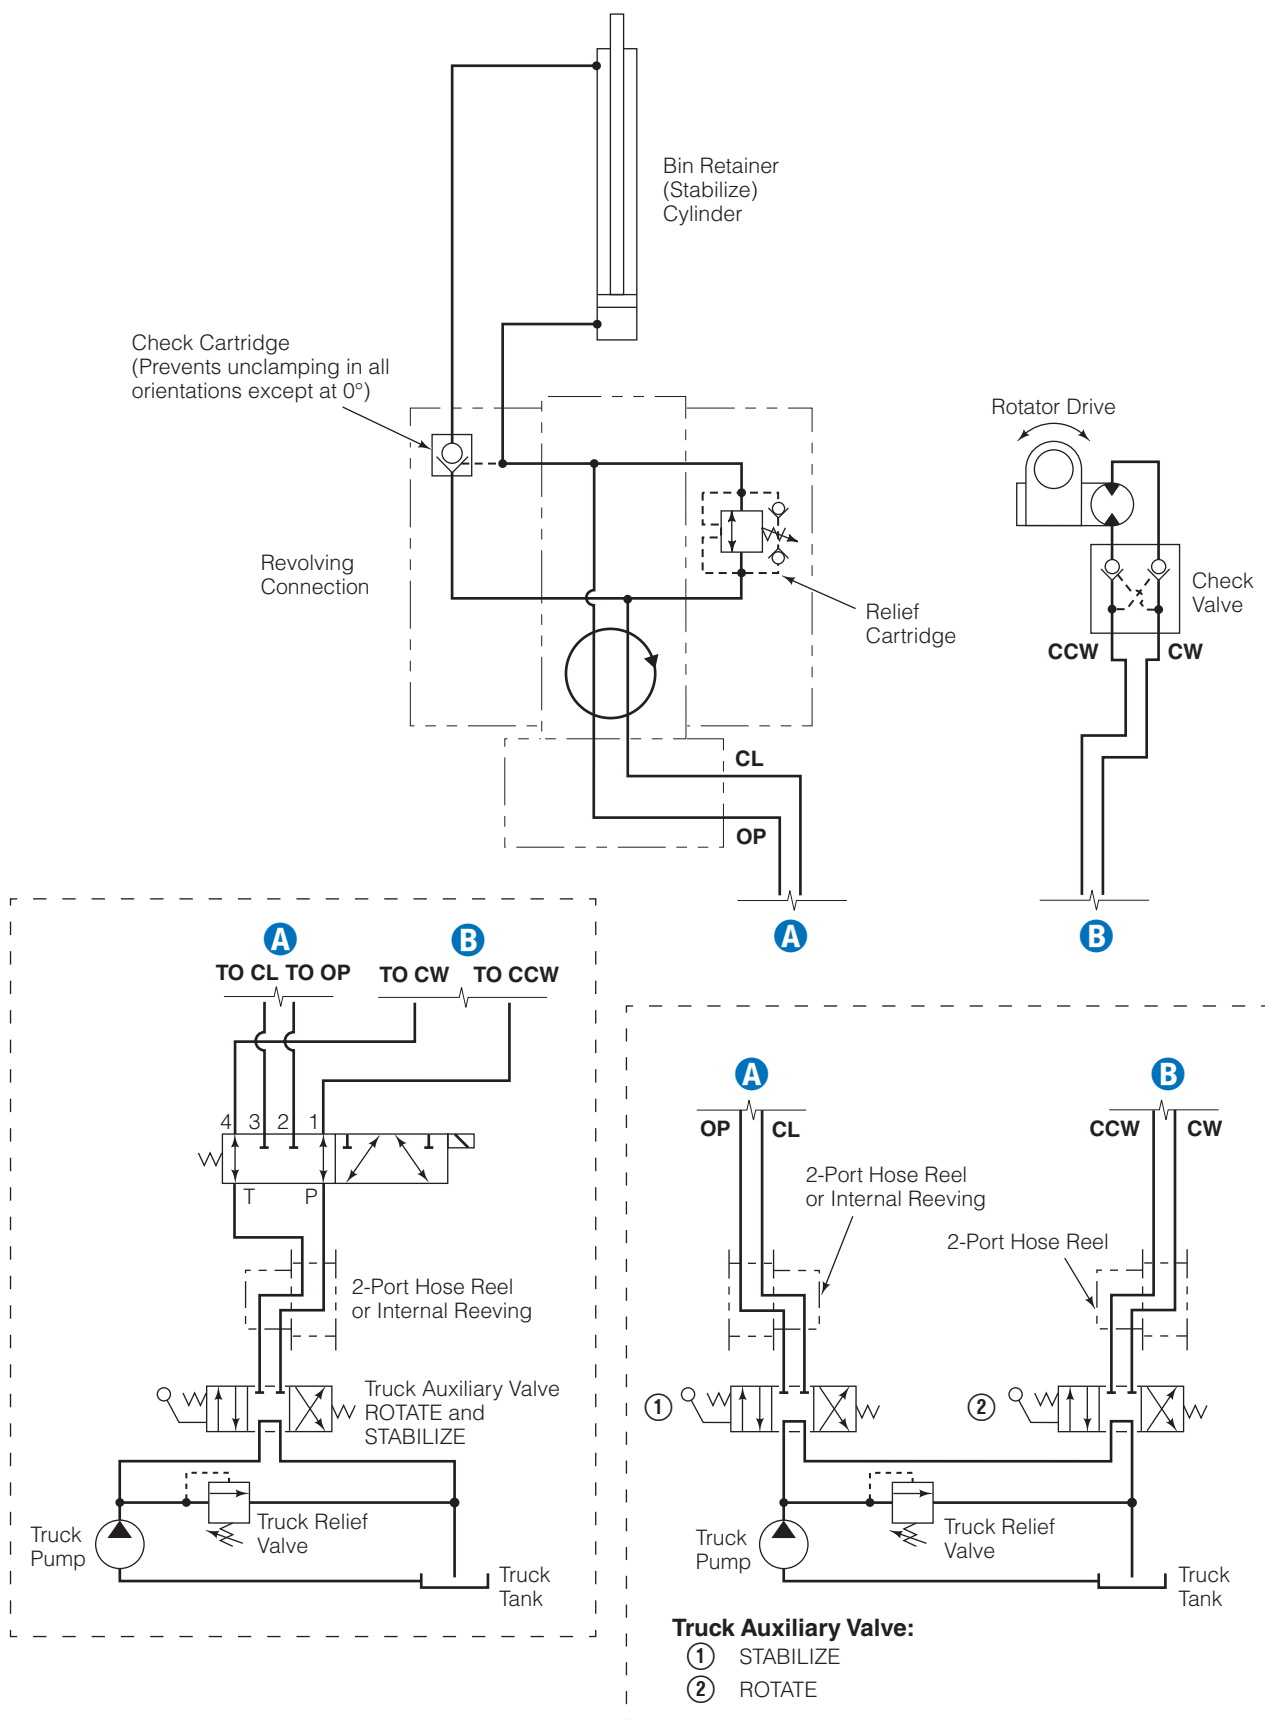 Bin Retainer
(Stabilize)
Cylinder
Check Cartridge
(Prevents unclamping in all
orientations except at 0°)
Rotator Drive
Revolving
Connection
Relief
Cartridge
Check
Valve
CCW
CW
CL
OP
A
B
A
B
TO CL TO OP
TO CW
TO CCW
4
3
2
1
T
P
2-Port Hose Reel
or Internal Reeving
Truck Auxiliary Valve
ROTATE and
STABILIZE
Truck Relief
Valve
Truck
Pump
Truck
Tank
A
B
OP
CL
CCW
CW
2-Port Hose Reel
or Internal Reeving
2-Port Hose Reel
1
2
Truck Relief
Valve
Truck
Pump
Truck
Tank
Truck Auxiliary Valve:
1 STABILIZE
2 ROTATE